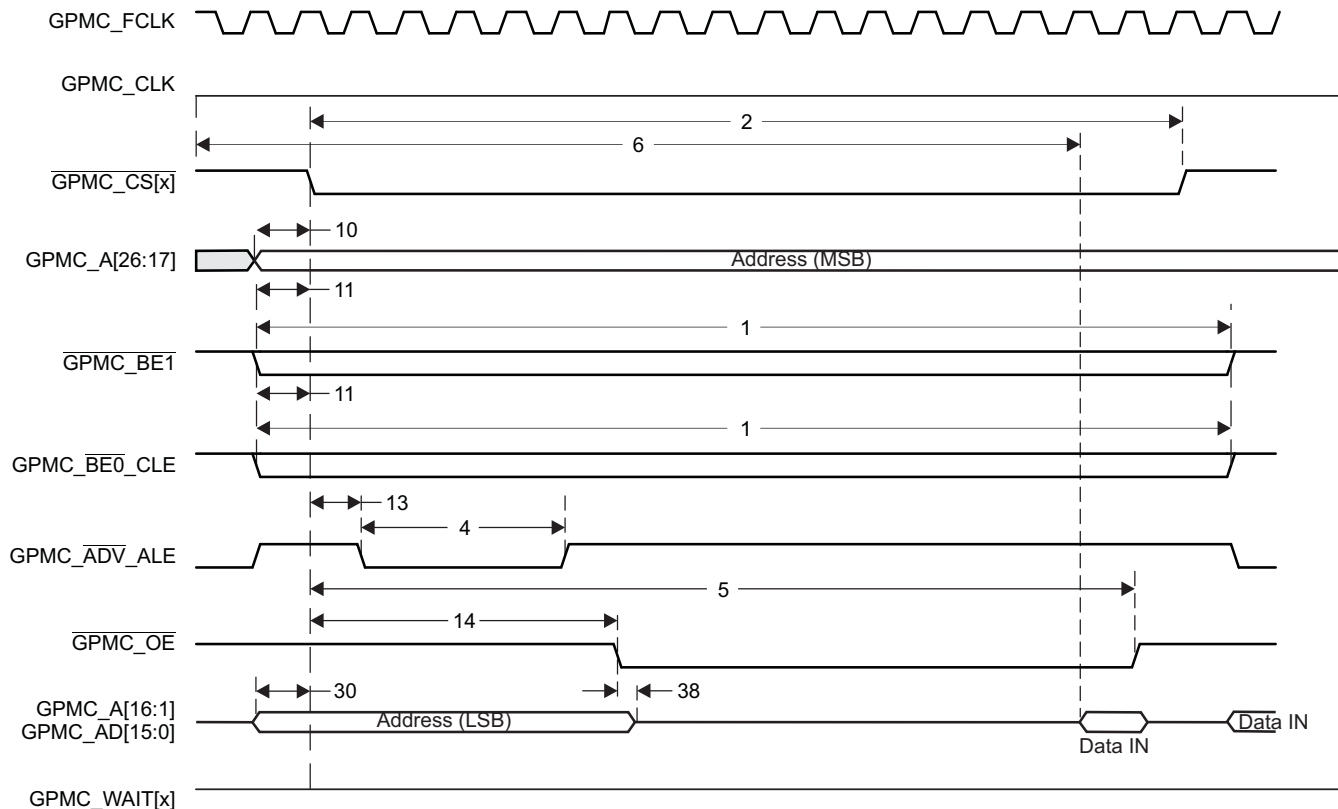 GPMC_FCLK
GPMC_CLK
2
6
GPMC_CS[x]
10
GPMC_A[26:17]
Address (MSB)
11
1
GPMC_BE1
11
1
GPMC_BE0_CLE
13
4
GPMC_ADV_ALE
5
14
GPMC_OE
30
38
GPMC_A[16:1]
GPMC_AD[15:0]
Address (LSB)
Data IN
Data IN
GPMC_WAIT[x]